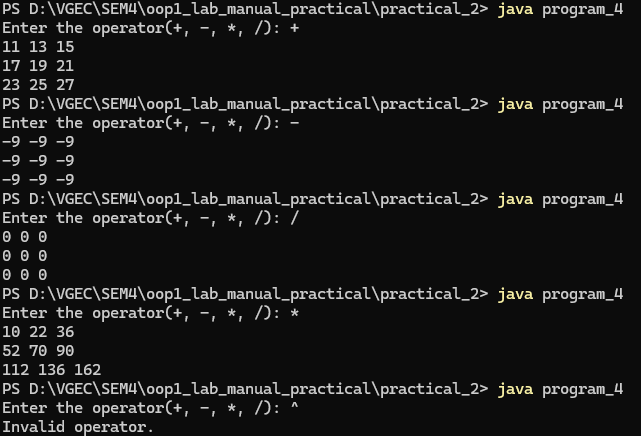 PS D:\VGEC\SEM4\oop1_lab_manual_practical\practical_2> java program_4
Enter the operator(+, -, *, /): +
11 13 15
17 19 21
23 25 27
PS D:\VGEC\SEM4\oop1_lab_manual_practical\practical_2> java program_4
Enter the operator(+, -, *, /): -
-9 -9 -9
-9 -9 -9
-9 -9 -9
PS D:\VGEC\SEM4\oop1_lab_manual_practical\practical_2> java program_4
Enter the operator(+, -, *, /): /
0 0 0
0 0 0
0 0 0
PS D:\VGEC\SEM4\oop1_lab_manual_practical\practical_2> java program_4
Enter the operator(+, -, *, /): *
10 22 36
52 70 90
112 136 162
PS D:\VGEC\SEM4\oop1_lab_manual_practical\practical_2> java program_4
Enter the operator(+, -, *, /): ^
Invalid operator.